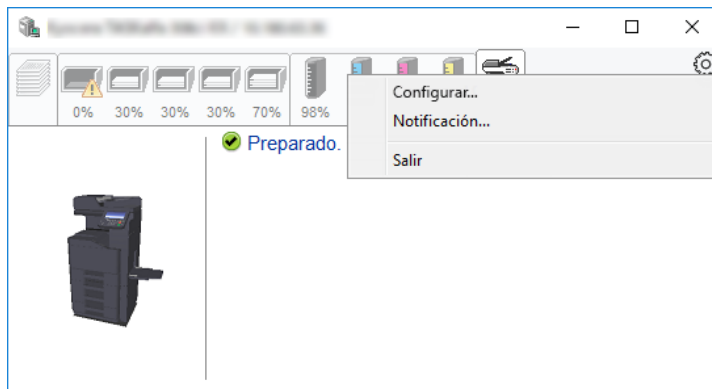 0% 30% 30% 30% 70% 98%
Configurar...
Notificación...
Salir
Preparado.